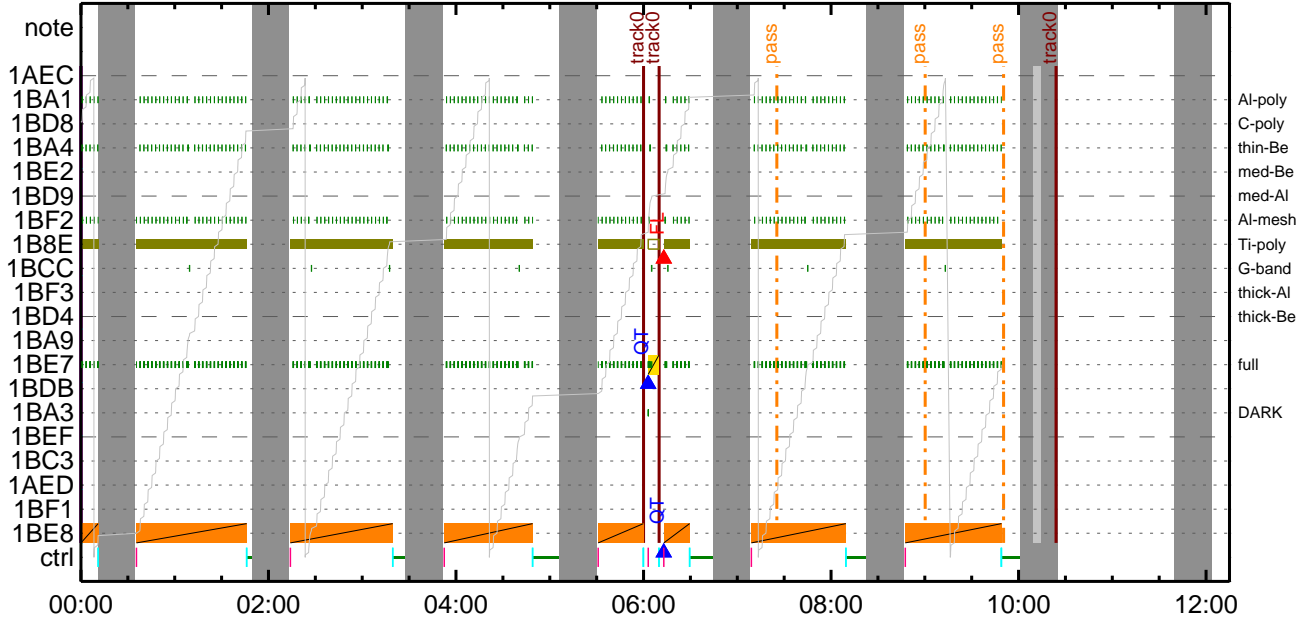 note
track0
track0
pass
pass
pass
track0
1AEC
1BA1 Al-poly
1BD8 C-poly
1BA4 thin-Be
1BE2 med-Be
1BD9 med-Al
1BF2 Al-mesh
FL
1B8E Ti-poly
1BCC G-band
1BF3 thick-Al
1BD4 thick-Be
1BA9
QT
1BE7 full
1BDB
1BA3 DARK
1BEF
1BC3
1AED
1BF1
QT
1BE8
ctrl
00:00 02:00 04:00 06:00 08:00 10:00 12:00